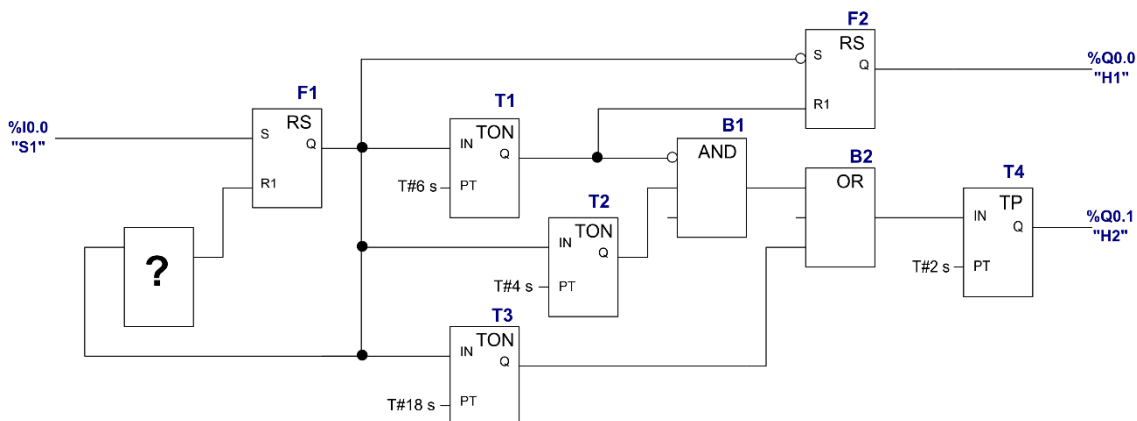 F2
RS
S
Q
R1
%Q0.0
"H1"
F1
RS
S
Q
R1
%I0.0
"S1"
T1
TON
IN
Q
T#6 s
PT
B1
AND
B2
OR
T2
TON
IN
Q
T#4 s
PT
T4
TP
IN
Q
T#2 s
PT
%Q0.1
"H2"
?
T3
TON
IN
Q
T#18 s
PT